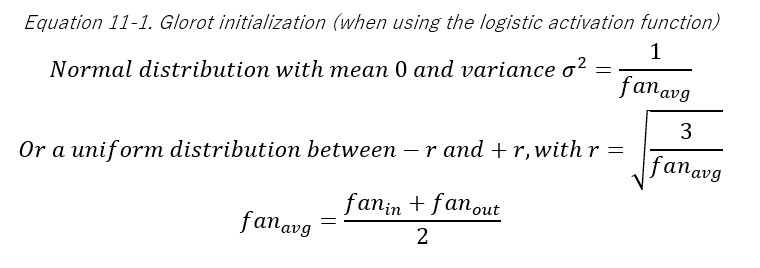 Equation 11-1. Glorot initialization (when using the logistic activation function)
Normal distribution with mean 0 and variance σ² = 1 / fan_avg
Or a uniform distribution between − r and + r, with r = √(3 / fan_avg)
fan_avg = (fan_in + fan_out) / 2